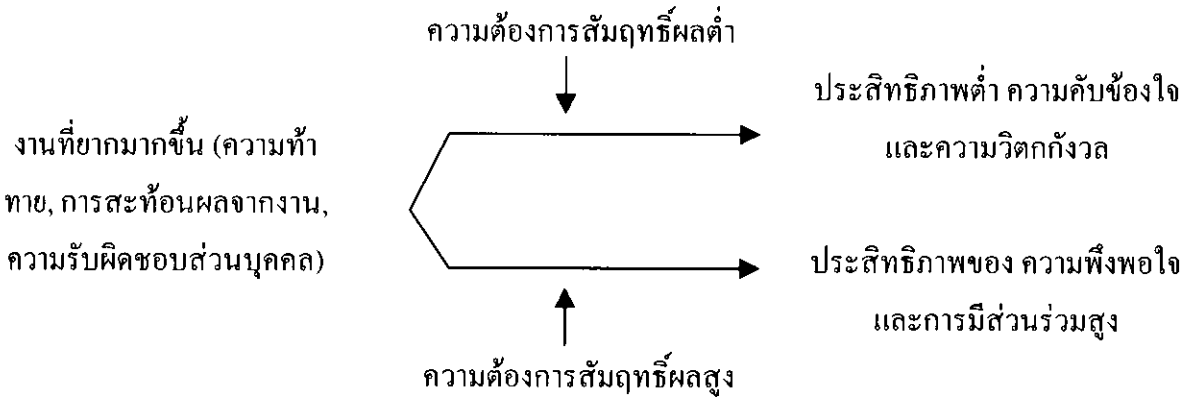 ความต้องการสัมฤทธิ์ผลต่ำ
ประสิทธิภาพต่ำ ความคับข้องใจ
และความวิตกกังวล
งานที่ยากมากขึ้น (ความท้า
ทาย, การสะท้อนผลจากงาน,
ความรับผิดชอบส่วนบุคคล)
ประสิทธิภาพของ ความพึงพอใจ
และการมีส่วนร่วมสูง
ความต้องการสัมฤทธิ์ผลสูง